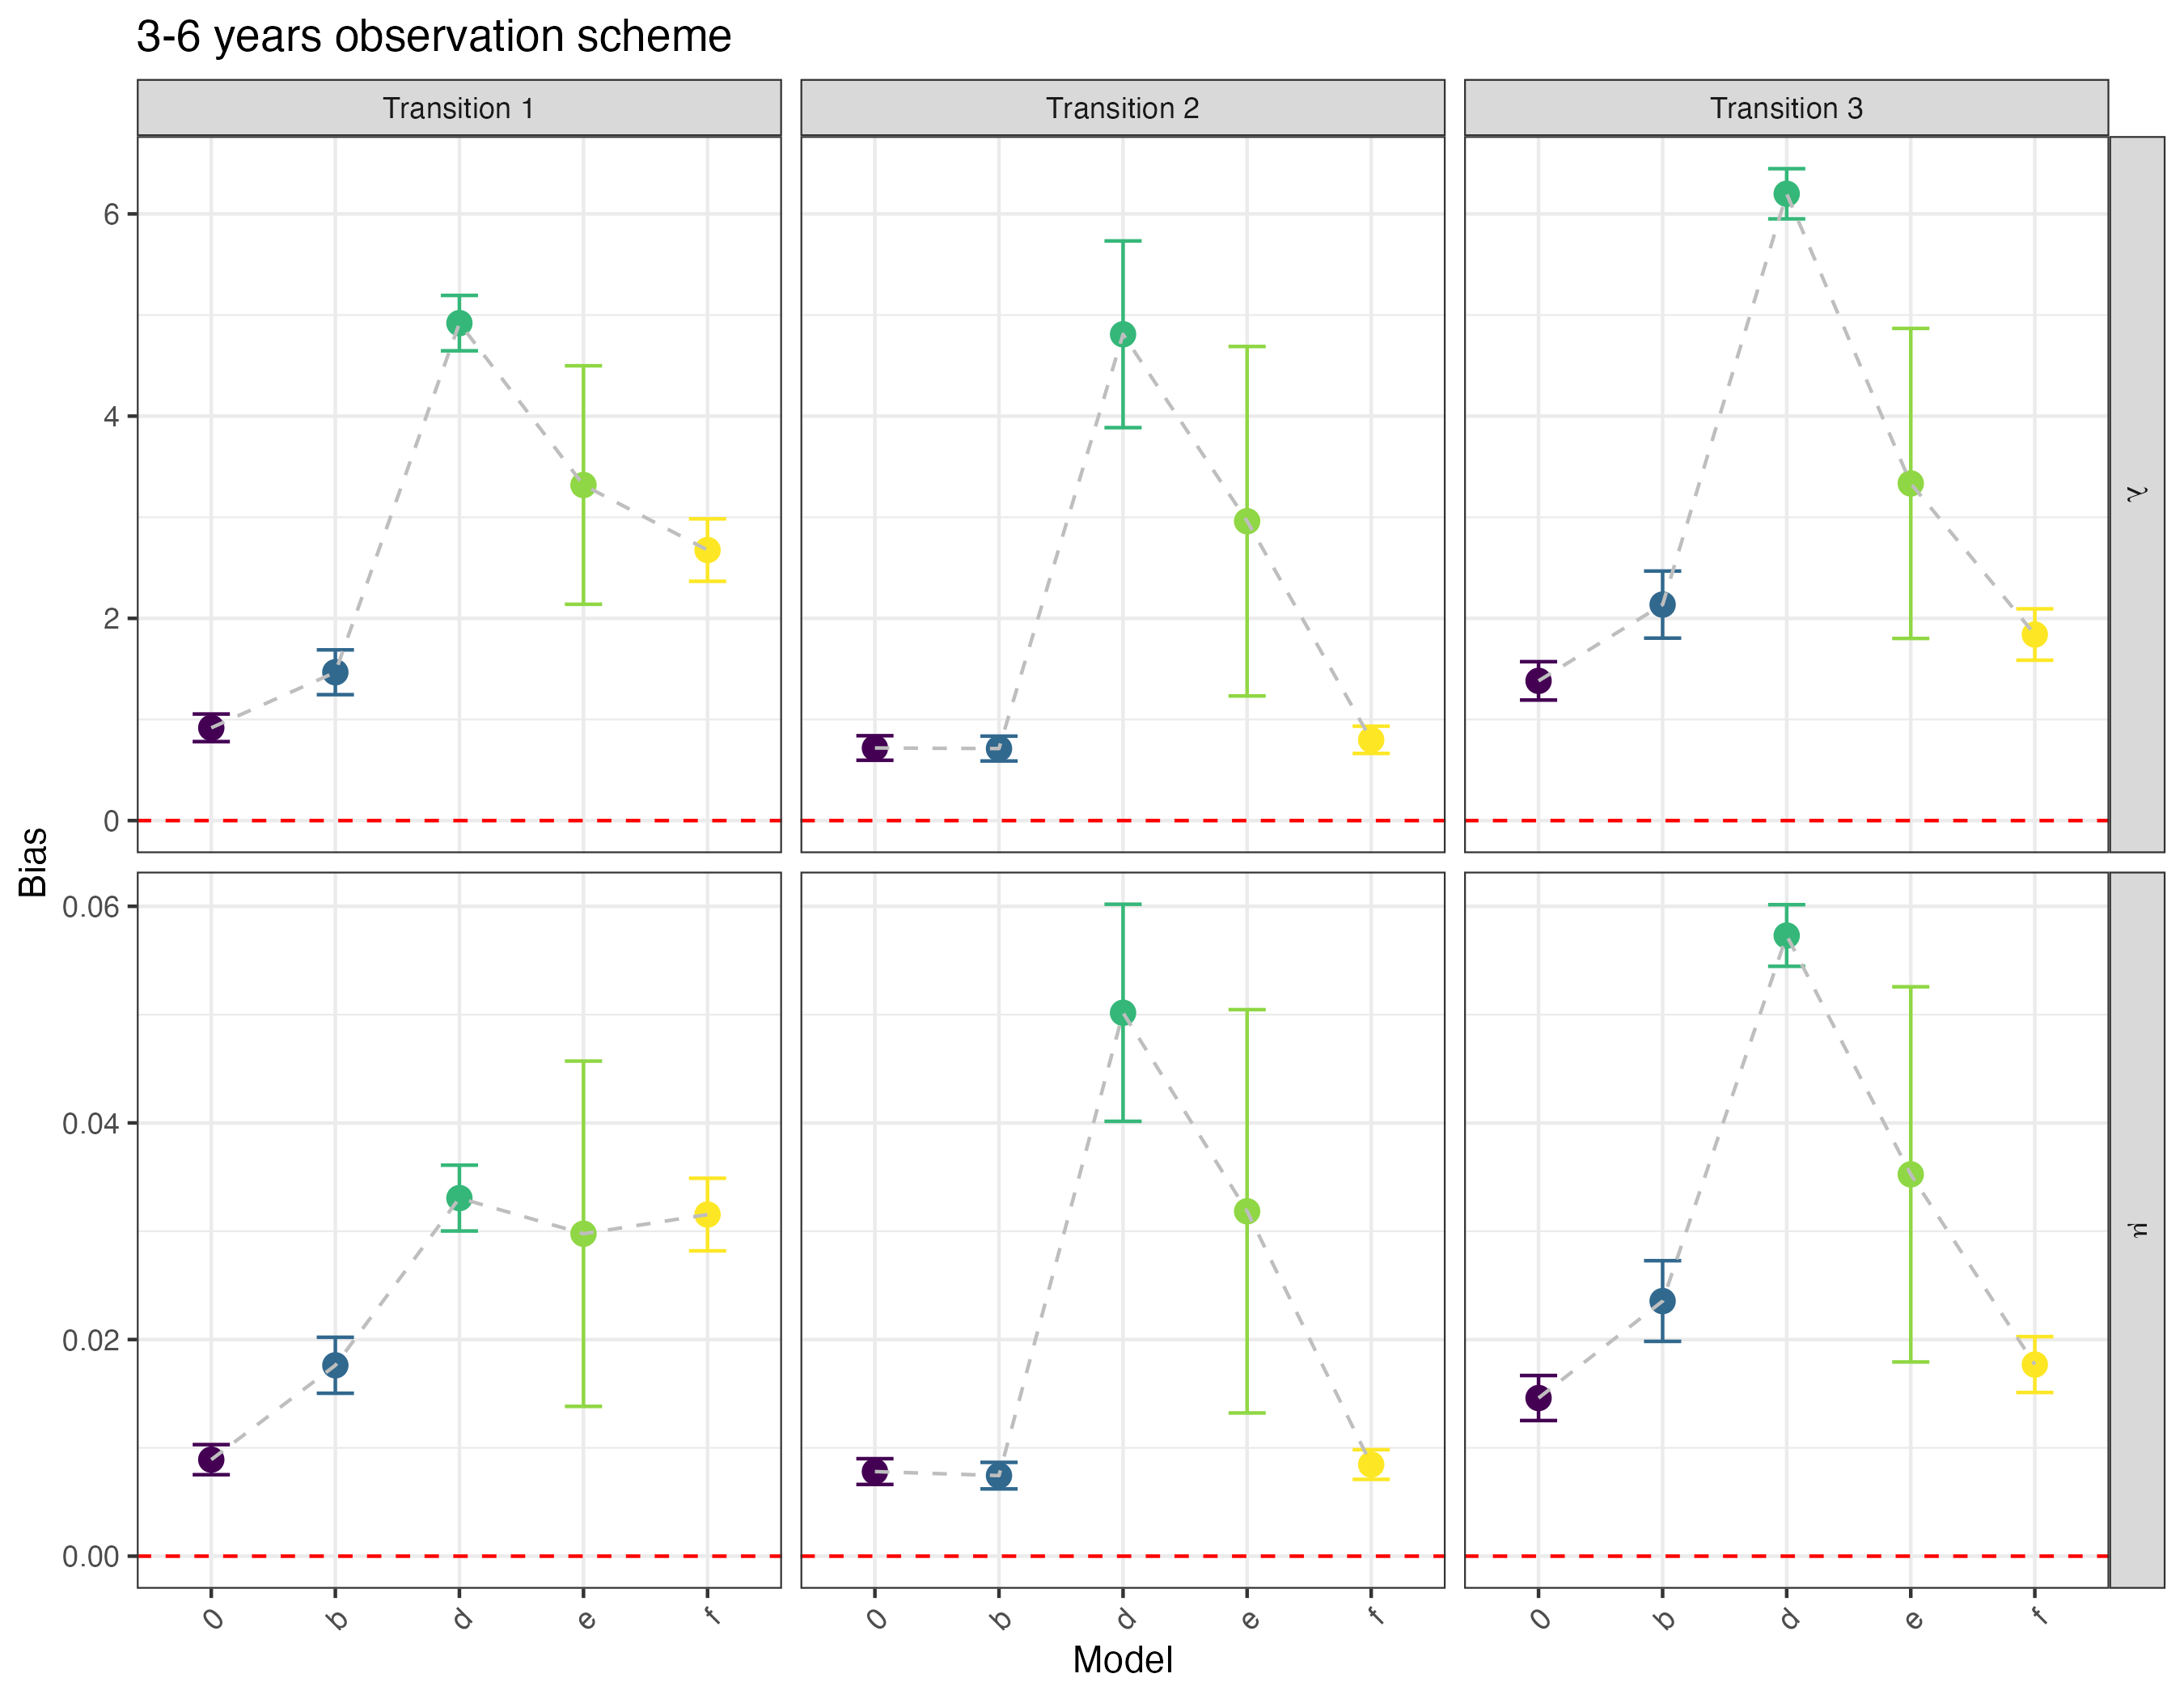 3-6 years observation scheme
Transition 1
Transition 2
Transition 3
6
4
2
0
0.06
0.04
0.02
0.00
Bias
0 b d e f
0 b d e f
0 b d e f
Model